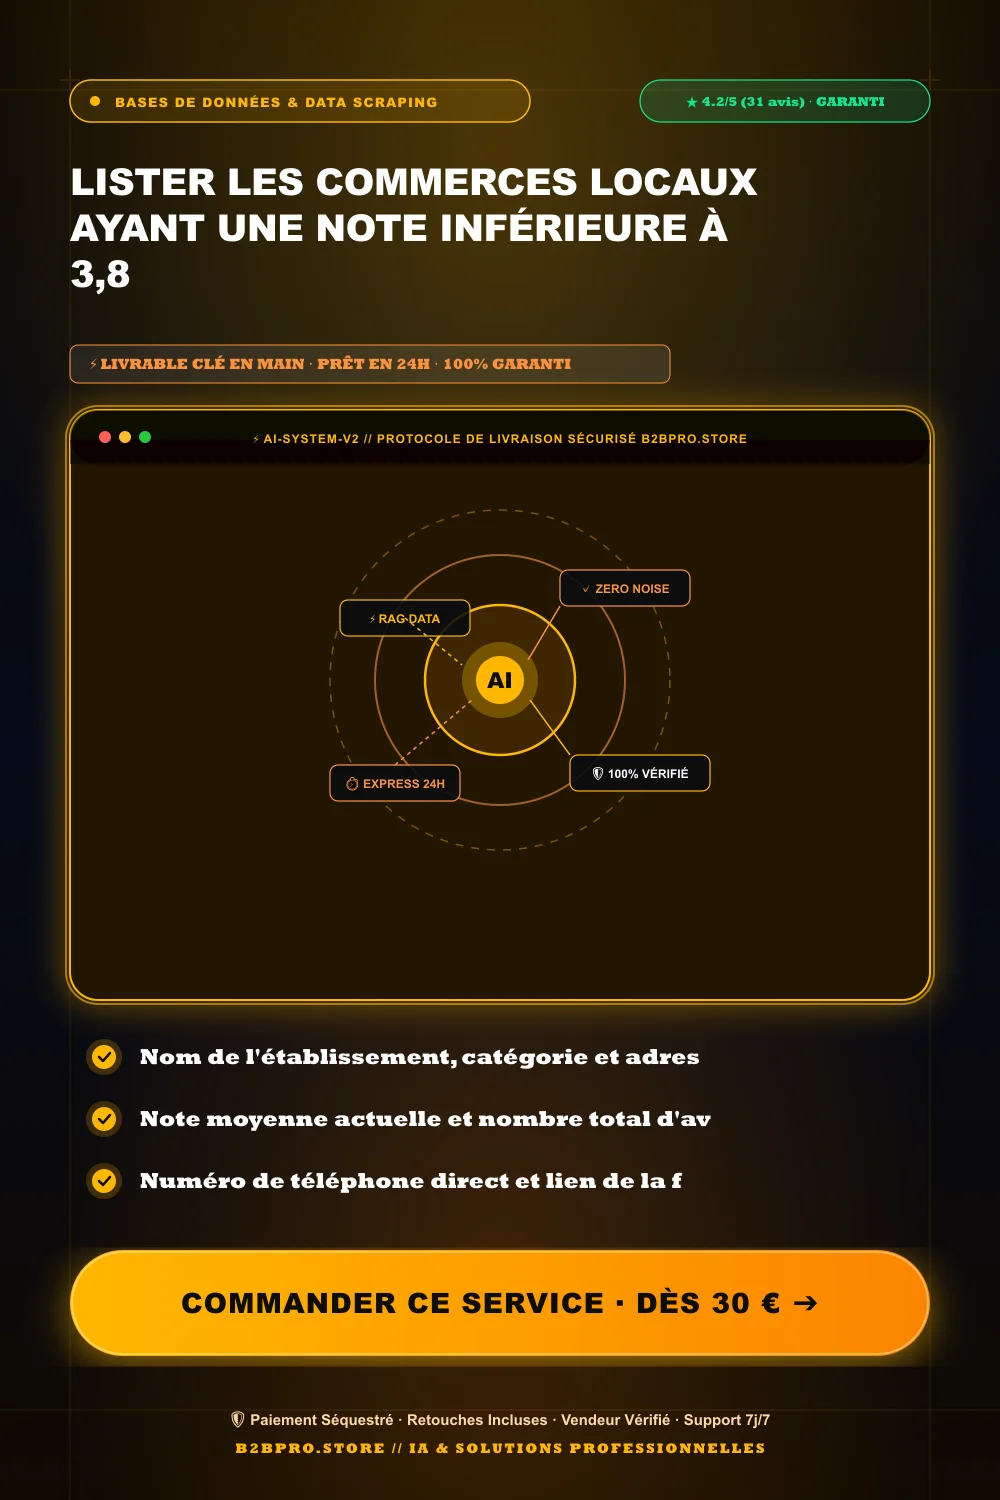 BASES DE DONNÉES & DATA SCRAPING
★ 4.2/5 (31 avis) · GARANTI
LISTER LES COMMERCES LOCAUX
AYANT UNE NOTE INFÉRIEURE À
3,8
⚡ LIVRABLE CLÉ EN MAIN · PRÊT EN 24H · 100% GARANTI
⚡ AI-SYSTEM-V2 // PROTOCOLE DE LIVRAISON SÉCURISÉ B2BPRO.STORE
✓ ZERO NOISE
⚡ RAG DATA
AI
🛡 100% VÉRIFIÉ
⏱ EXPRESS 24H
Nom de l'établissement, catégorie et adres
Note moyenne actuelle et nombre total d'av
Numéro de téléphone direct et lien de la f
COMMANDER CE SERVICE · DÈS 30 € ➔
🛡 Paiement Séquestré · Retouches Incluses · Vendeur Vérifié · Support 7j/7
B2BPRO.STORE // IA & SOLUTIONS PROFESSIONNELLES